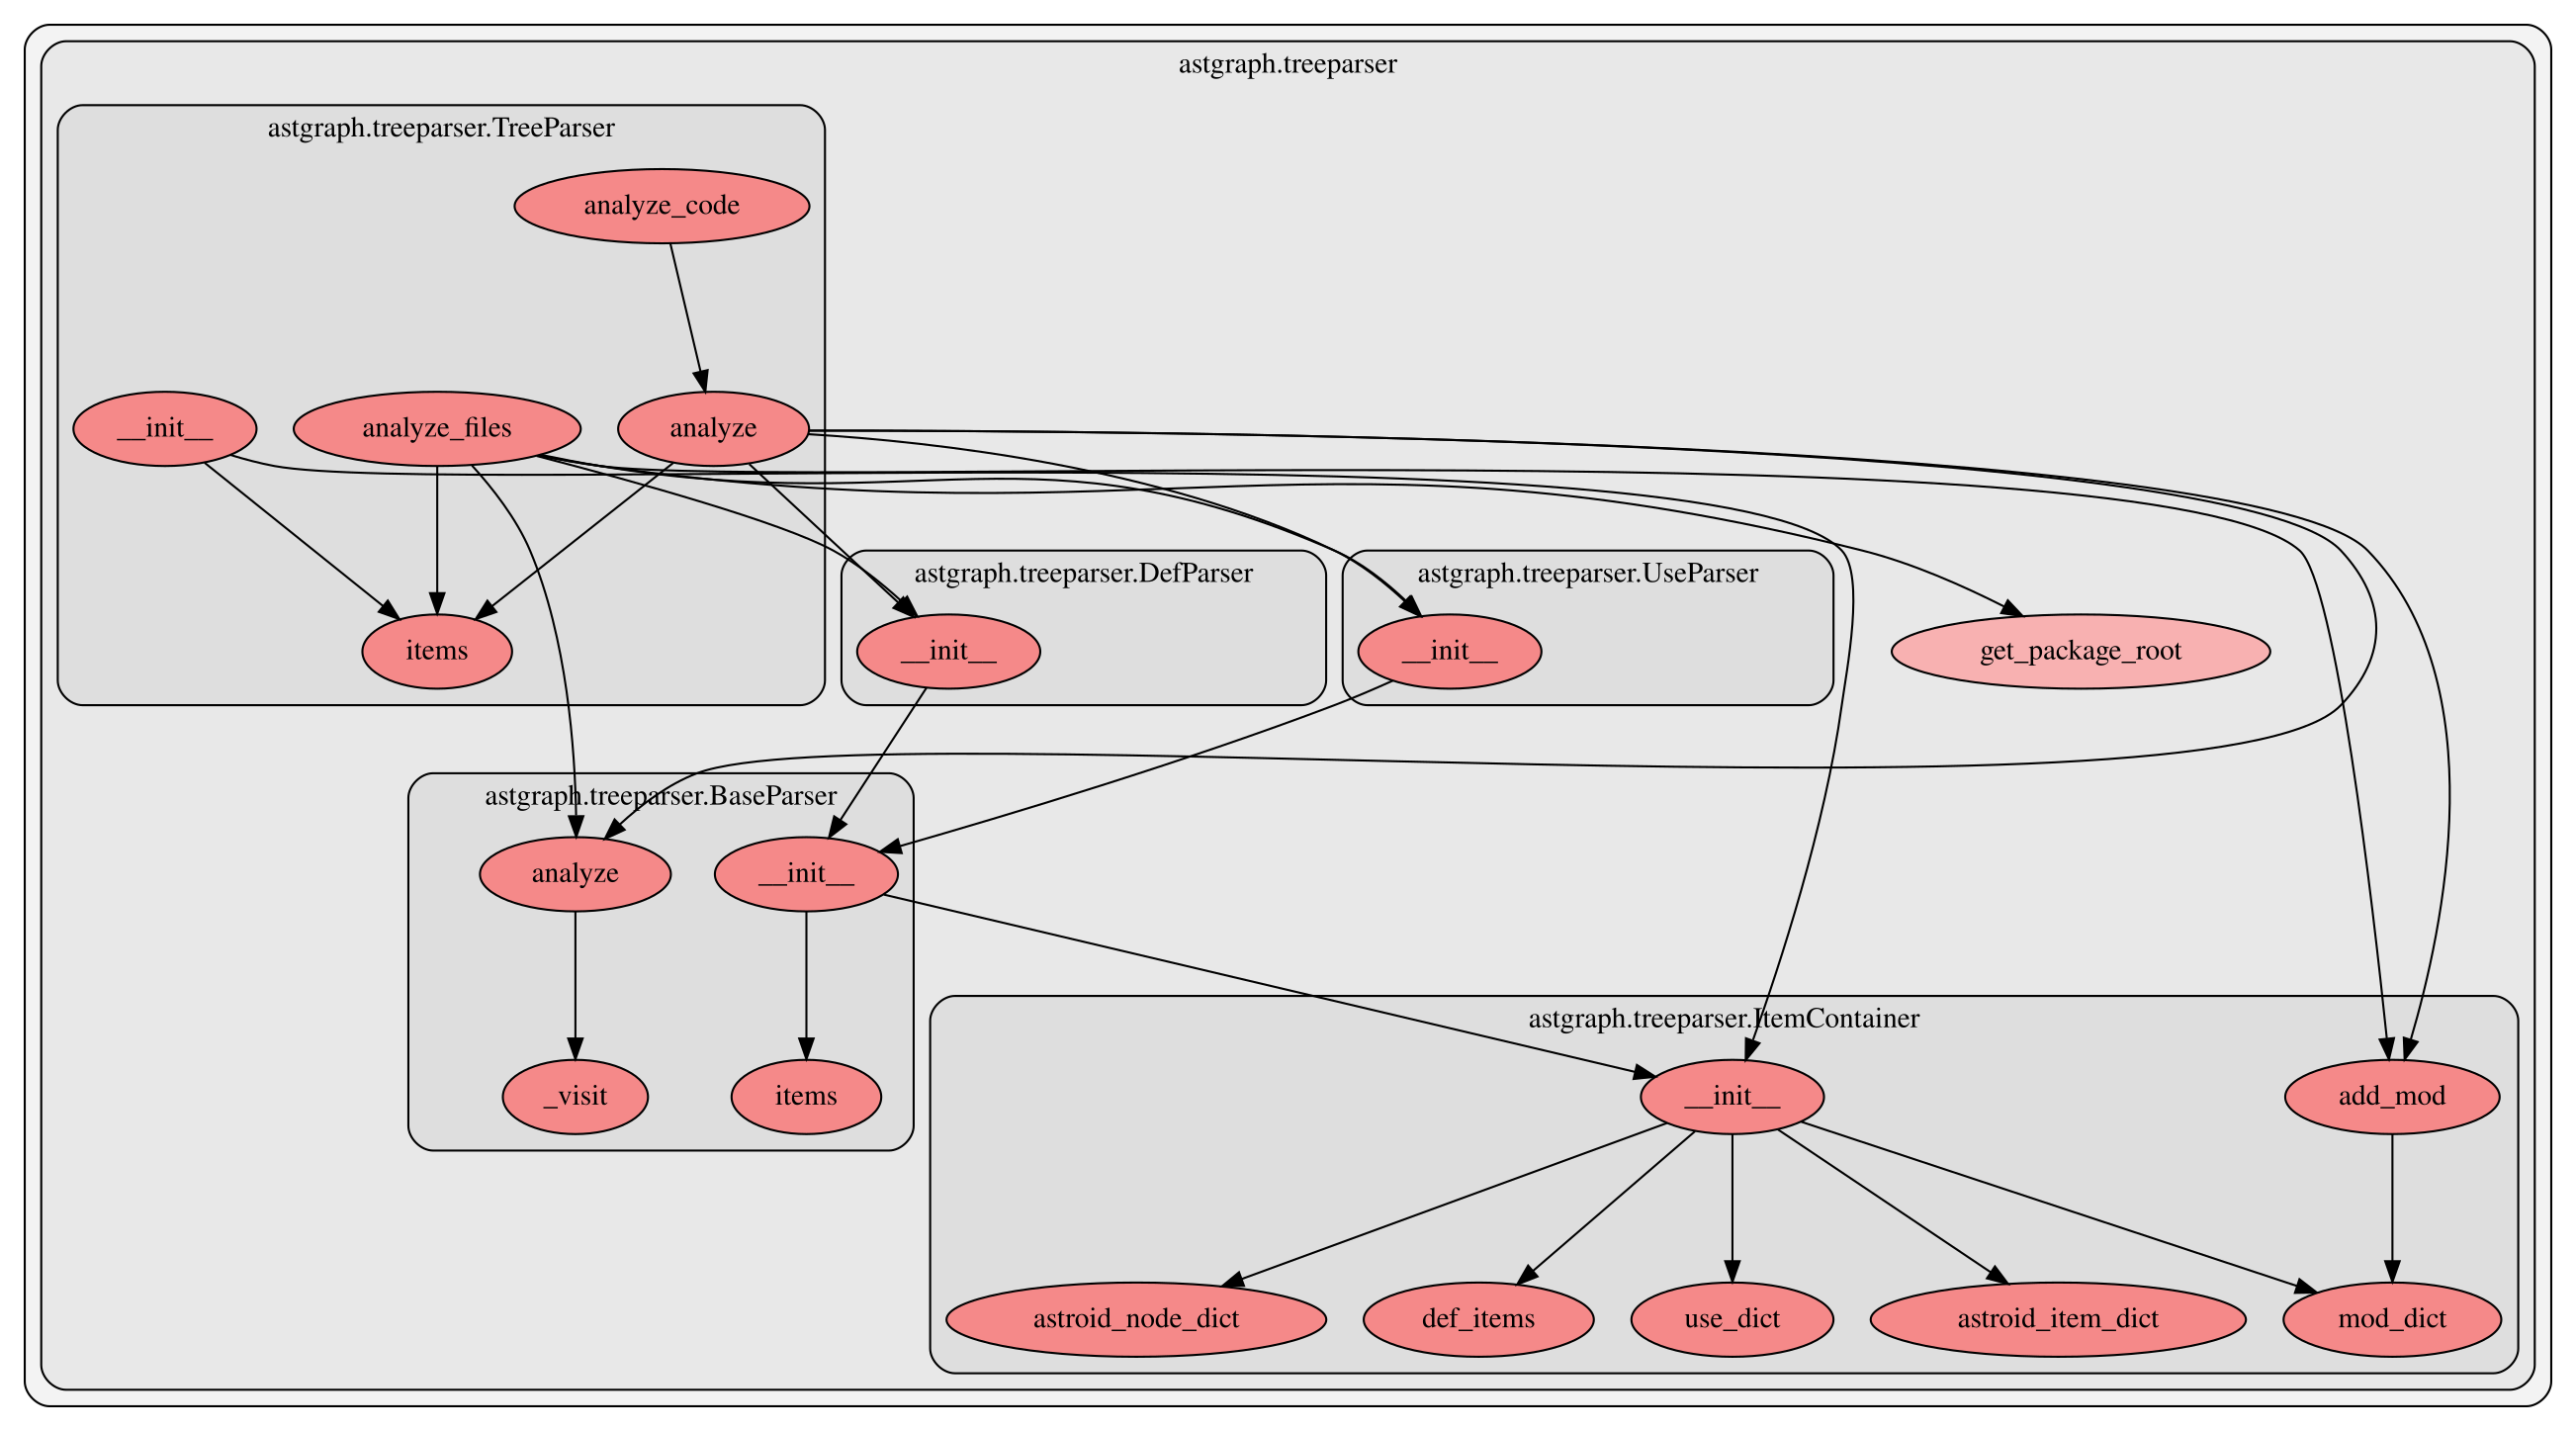 astgraph.treeparser
astgraph.treeparser.TreeParser
analyze_code
__init__
analyze_files
analyze
astgraph.treeparser.DefParser
astgraph.treeparser.UseParser
items
__init__
__init__
get_package_root
astgraph.treeparser.BaseParser
analyze
__init__
astgraph.treeparser.ItemContainer
_visit
items
__init__
add_mod
astroid_node_dict
def_items
use_dict
astroid_item_dict
mod_dict